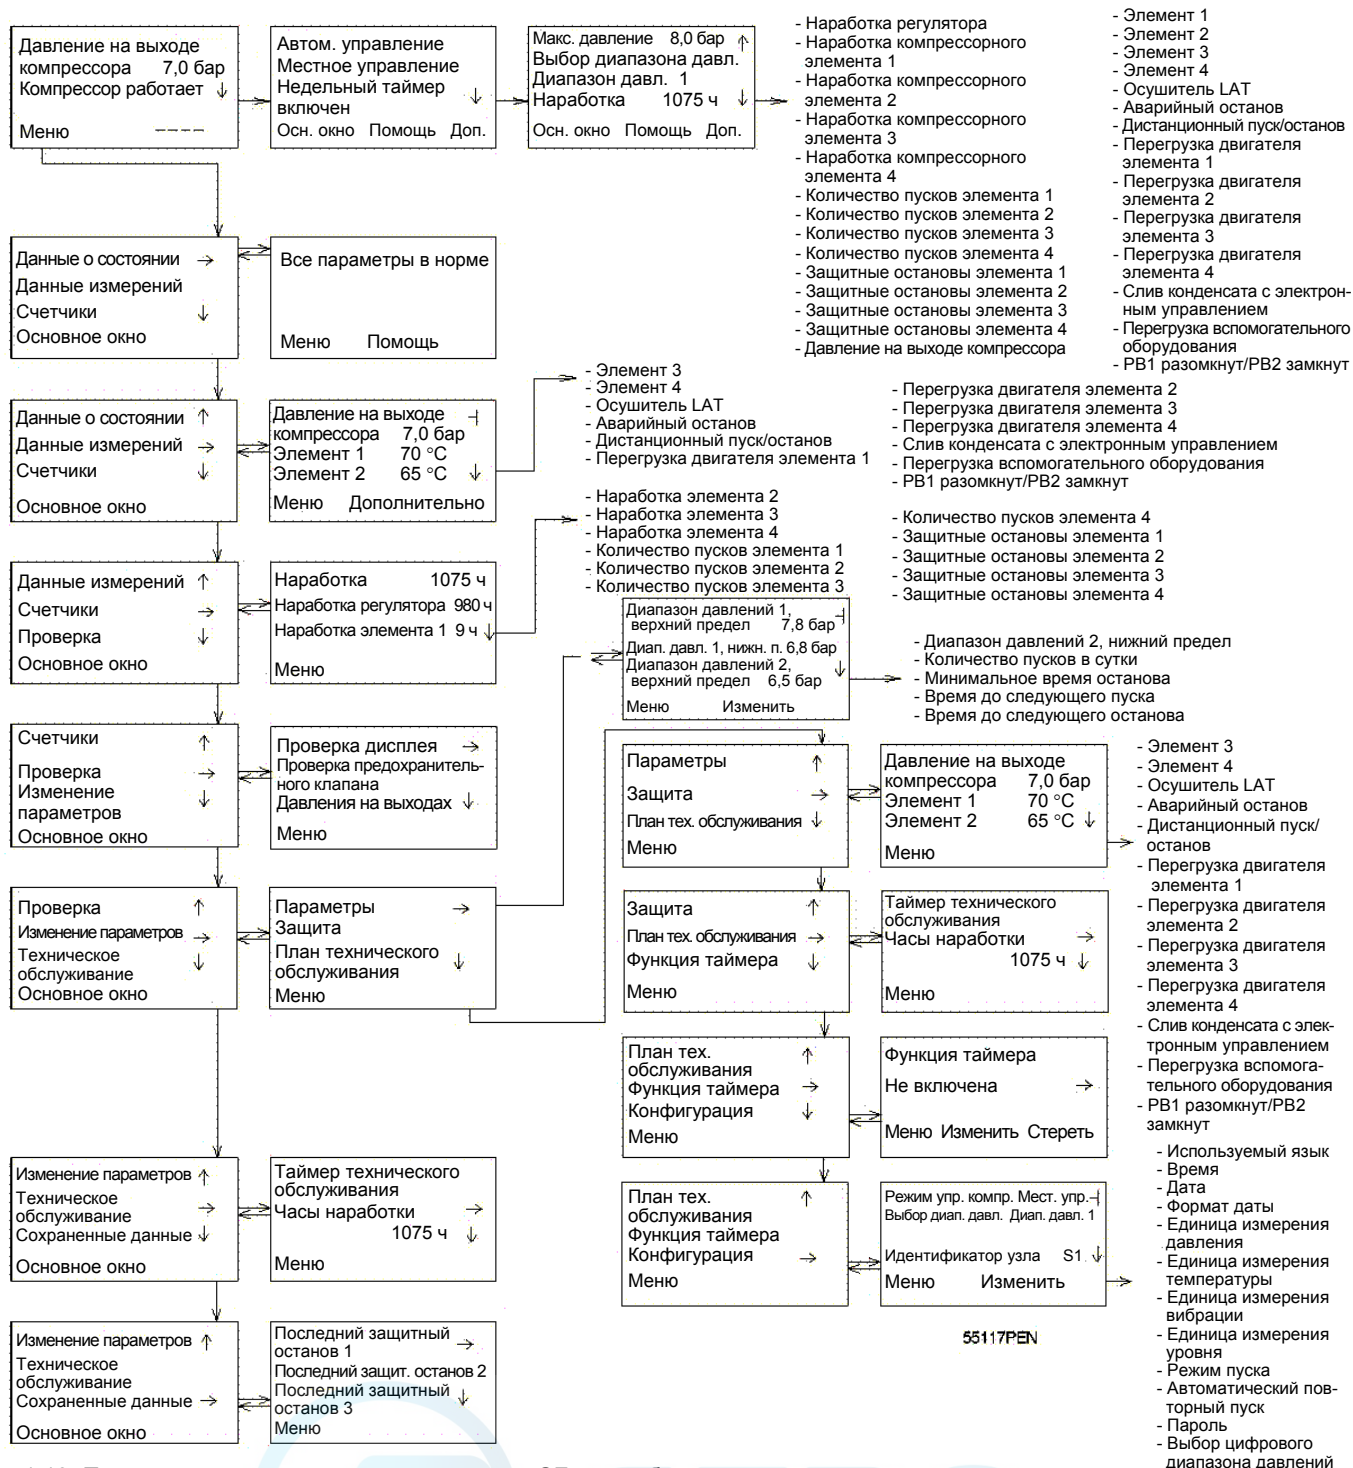 Давление на выходе
компрессора 7,0 бар
Компрессор работает ↓
Меню ----
Автом. управление
Местное управление
Недельный таймер
включен ↓
Осн. окно Помощь Доп.
Макс. давление 8,0 бар ↑
Выбор диапазона давл.
Диапазон давл. 1
Наработка 1075 ч ↓
Осн. окно Помощь Доп.
- Наработка регулятора
- Наработка компрессорного
элемента 1
- Наработка компрессорного
элемента 2
- Наработка компрессорного
элемента 3
- Наработка компрессорного
элемента 4
- Количество пусков элемента 1
- Количество пусков элемента 2
- Количество пусков элемента 3
- Количество пусков элемента 4
- Защитные остановы элемента 1
- Защитные остановы элемента 2
- Защитные остановы элемента 3
- Защитные остановы элемента 4
- Давление на выходе компрессора
- Элемент 1
- Элемент 2
- Элемент 3
- Элемент 4
- Осушитель LAT
- Аварийный останов
- Дистанционный пуск/останов
- Перегрузка двигателя
элемента 1
- Перегрузка двигателя
элемента 2
- Перегрузка двигателя
элемента 3
- Перегрузка двигателя
элемента 4
- Слив конденсата с электрон-
ным управлением
- Перегрузка вспомогательного
оборудования
- РВ1 разомкнут/РВ2 замкнут
Данные о состоянии →
Данные измерений
Счетчики ↓
Основное окно
Все параметры в норме
Меню Помощь
Данные о состоянии ↑
Данные измерений →
Счетчики ↓
Основное окно
Давление на выходе
компрессора 7,0 бар
Элемент 1 70 °C
Элемент 2 65 °C ↓
Меню Дополнительно
- Элемент 3
- Элемент 4
- Осушитель LAT
- Аварийный останов
- Дистанционный пуск/останов
- Перегрузка двигателя элемента 1
- Перегрузка двигателя элемента 2
- Перегрузка двигателя элемента 3
- Перегрузка двигателя элемента 4
- Слив конденсата с электронным управлением
- Перегрузка вспомогательного оборудования
- РВ1 разомкнут/РВ2 замкнут
Данные измерений ↑
Счетчики →
Проверка ↓
Основное окно
Наработка 1075 ч
Наработка регулятора 980 ч
Наработка элемента 1 9 ч ↓
Меню
- Наработка элемента 2
- Наработка элемента 3
- Наработка элемента 4
- Количество пусков элемента 1
- Количество пусков элемента 2
- Количество пусков элемента 3
- Количество пусков элемента 4
- Защитные остановы элемента 1
- Защитные остановы элемента 2
- Защитные остановы элемента 3
- Защитные остановы элемента 4
Диапазон давлений 1,
верхний предел 7,8 бар
Диап. давл. 1, нижн. п. 6,8 бар
Диапазон давлений 2,
верхний предел 6,5 бар ↓
Меню Изменить
- Диапазон давлений 2, нижний предел
- Количество пусков в сутки
- Минимальное время останова
- Время до следующего пуска
- Время до следующего останова
Счетчики ↑
Проверка →
Изменение
параметров ↓
Основное окно
Проверка дисплея →
Проверка предохранитель-
ного клапана
Давления на выходах ↓
Меню
Параметры ↑
Защита →
План тех. обслуживания ↓
Меню
Давление на выходе
компрессора 7,0 бар
Элемент 1 70 °C
Элемент 2 65 °C ↓
Меню
- Элемент 3
- Элемент 4
- Осушитель LAT
- Аварийный останов
- Дистанционный пуск/
останов
- Перегрузка двигателя
элемента 1
- Перегрузка двигателя
элемента 2
- Перегрузка двигателя
элемента 3
- Перегрузка двигателя
элемента 4
- Слив конденсата с элек-
тронным управлением
- Перегрузка вспомога-
тельного оборудования
- РВ1 разомкнут/РВ2
замкнут
Проверка ↑
Изменение параметров →
Техническое
обслуживание ↓
Основное окно
Параметры →
Защита
План технического
обслуживания ↓
Меню
Защита ↑
План тех. обслуживания →
Функция таймера ↓
Меню
Таймер технического
обслуживания
Часы наработки →
1075 ч ↓
Меню
План тех. ↑
обслуживания
Функция таймера →
Конфигурация ↓
Меню
Функция таймера
Не включена →
Меню Изменить Стереть
Изменение параметров ↑
Техническое
обслуживание →
Сохраненные данные ↓
Основное окно
Таймер технического
обслуживания
Часы наработки →
1075 ч ↓
Меню
План тех. ↑
обслуживания
Функция таймера
Конфигурация →
Меню
Режим упр. компр. Мест. упр.
Выбор диап. давл. Диап. давл. 1
Идентификатор узла S1 ↓
Меню Изменить
- Используемый язык
- Время
- Дата
- Формат даты
- Единица измерения
давления
- Единица измерения
температуры
- Единица измерения
вибрации
- Единица измерения
уровня
- Режим пуска
- Автоматический пов-
торный пуск
- Пароль
- Выбор цифрового
диапазона давлений
Изменение параметров ↑
Техническое
обслуживание
Сохраненные данные →
Основное окно
Последний защитный
останов 1 →
Последний защит. останов 2
Последний защитный
останов 3 ↓
Меню
55117PEN